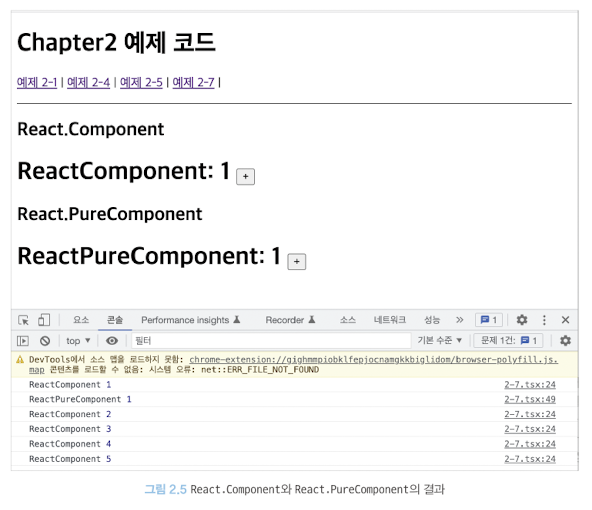 Chapter2 예제 코드
예제 2-1 | 예제 2-4 | 예제 2-5 | 예제 2-7 |
React.Component
ReactComponent: 1 +
React.PureComponent
ReactPureComponent: 1 +
요소 콘솔 Performance insights Recorder 소스 네트워크 성능 » 1
top ▼ 필터 기본 수준 ▼ 문제 1건: 1
DevTools에서 소스 맵을 로드하지 못함: chrome-extension://gighmmpiobklfepjocnamgkkbiglidom/browser-polyfill.js.
map 콘텐츠를 로드할 수 없음: 시스템 오류: net::ERR_FILE_NOT_FOUND
ReactComponent 1 2-7.tsx:24
ReactPureComponent 1 2-7.tsx:49
ReactComponent 2 2-7.tsx:24
ReactComponent 3 2-7.tsx:24
ReactComponent 4 2-7.tsx:24
ReactComponent 5 2-7.tsx:24
그림 2.5 React.Component와 React.PureComponent의 결과